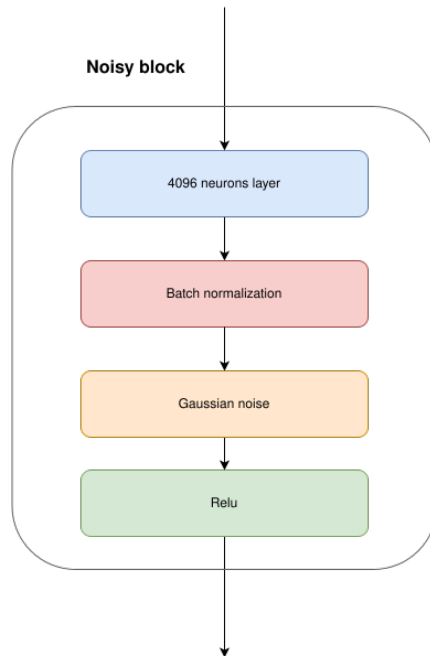 Noisy block
4096 neurons layer
Batch normalization
Gaussian noise
Relu